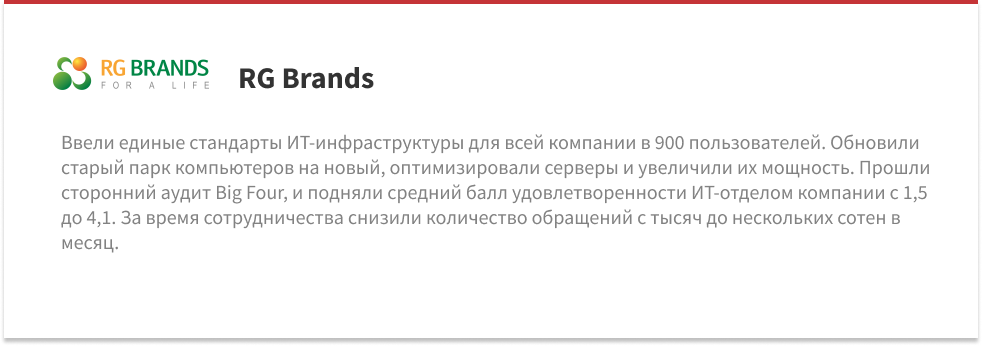 RG BRANDS
FOR A LIFE
RG Brands
Ввели единые стандарты ИТ-инфраструктуры для всей компании в 900 пользователей. Обновили
старый парк компьютеров на новый, оптимизировали серверы и увеличили их мощность. Прошли
сторонний аудит Big Four, и подняли средний балл удовлетворенности ИТ-отделом компании с 1,5
до 4,1. За время сотрудничества снизили количество обращений с тысяч до нескольких сотен в
месяц.